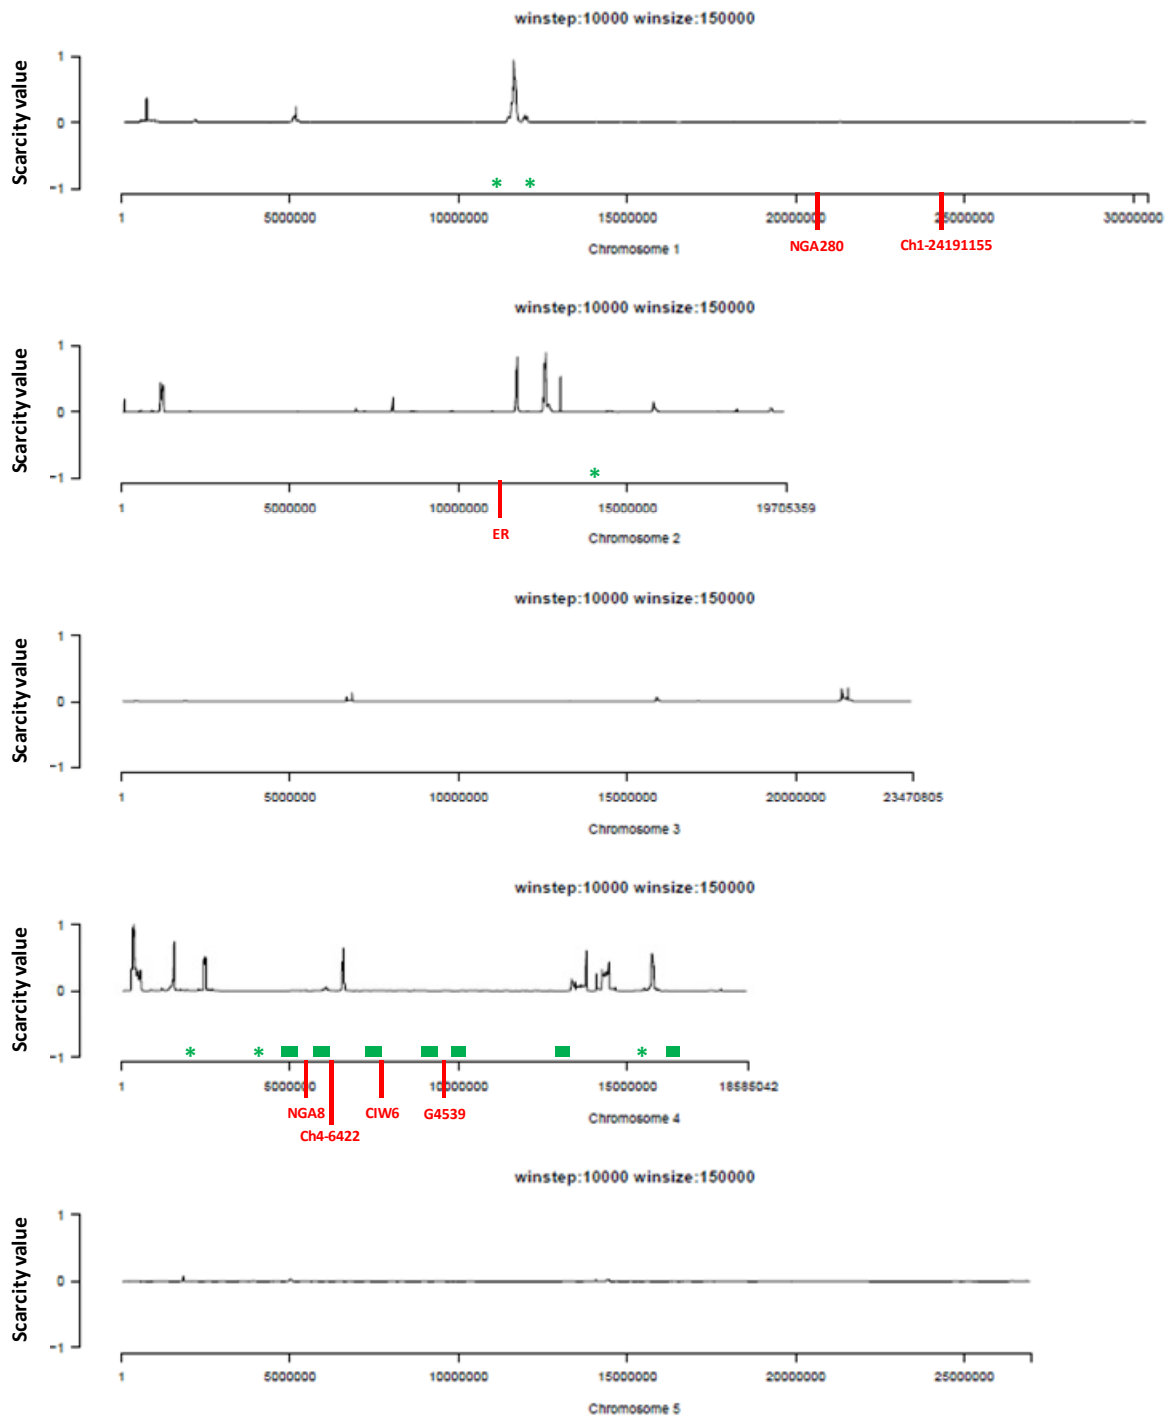 winstep:10000 winsize:150000
Scarcity value
1
0
−1
* *
1 5000000 10000000 15000000 20000000 25000000 30000000
NGA280 Ch1-24191155
Chromosome 1
winstep:10000 winsize:150000
Scarcity value
1
0
−1
*
1 5000000 10000000 15000000 19705359
ER
Chromosome 2
winstep:10000 winsize:150000
Scarcity value
1
0
−1
1 5000000 10000000 15000000 20000000 23470805
Chromosome 3
winstep:10000 winsize:150000
Scarcity value
1
0
−1
* * *
1 5000000 10000000 15000000 18585042
NGA8 CIW6 G4539
Chromosome 4
Ch4-6422
winstep:10000 winsize:150000
Scarcity value
1
0
−1
1 5000000 10000000 15000000 20000000 25000000
Chromosome 5